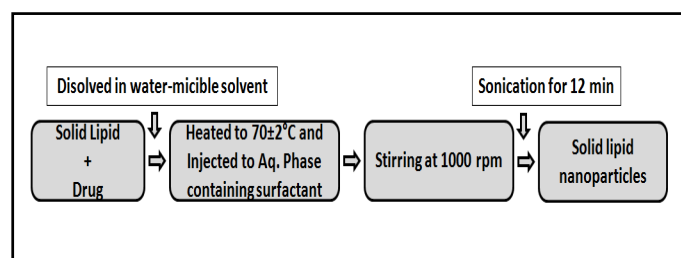 Disolved in water-micible solvent
Sonication for 12 min
Solid Lipid
+
Drug
Heated to 70±2°C and
Injected to Aq. Phase
containing surfactant
Stirring at 1000 rpm
Solid lipid
nanoparticles